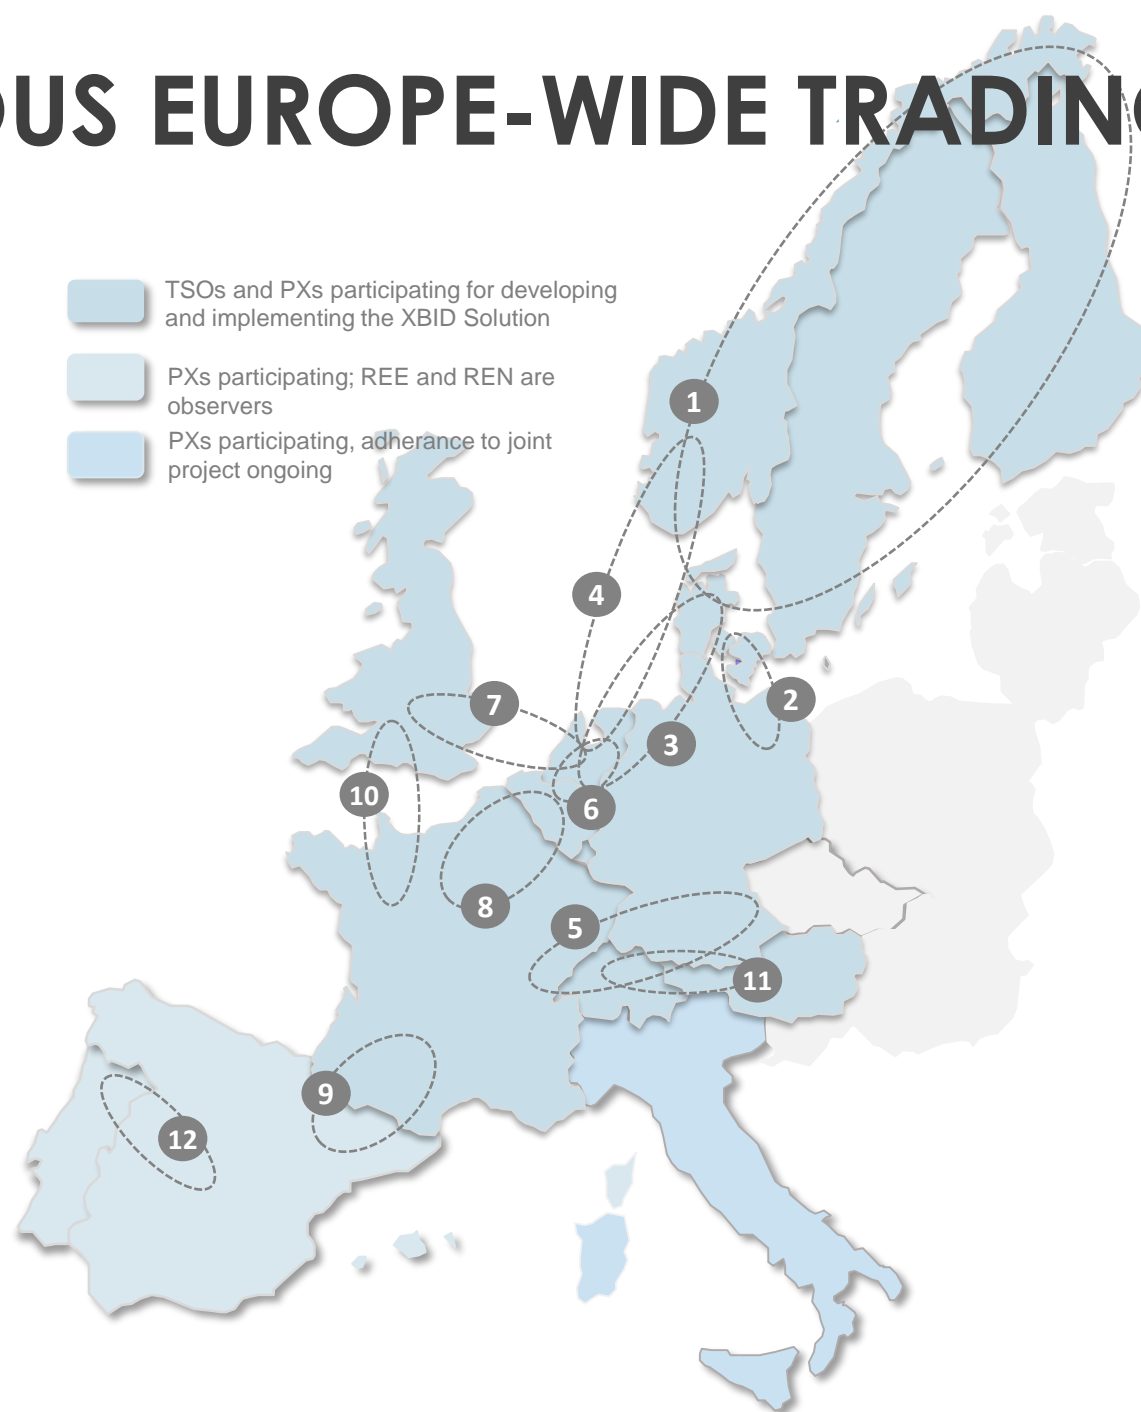 OUS EUROPE-WIDE TRADING
TSOs and PXs participating for developing
and implementing the XBID Solution
PXs participating; REE and REN are
observers
PXs participating, adherance to joint
project ongoing
1
4
7
2
3
10
6
8
5
11
9
12